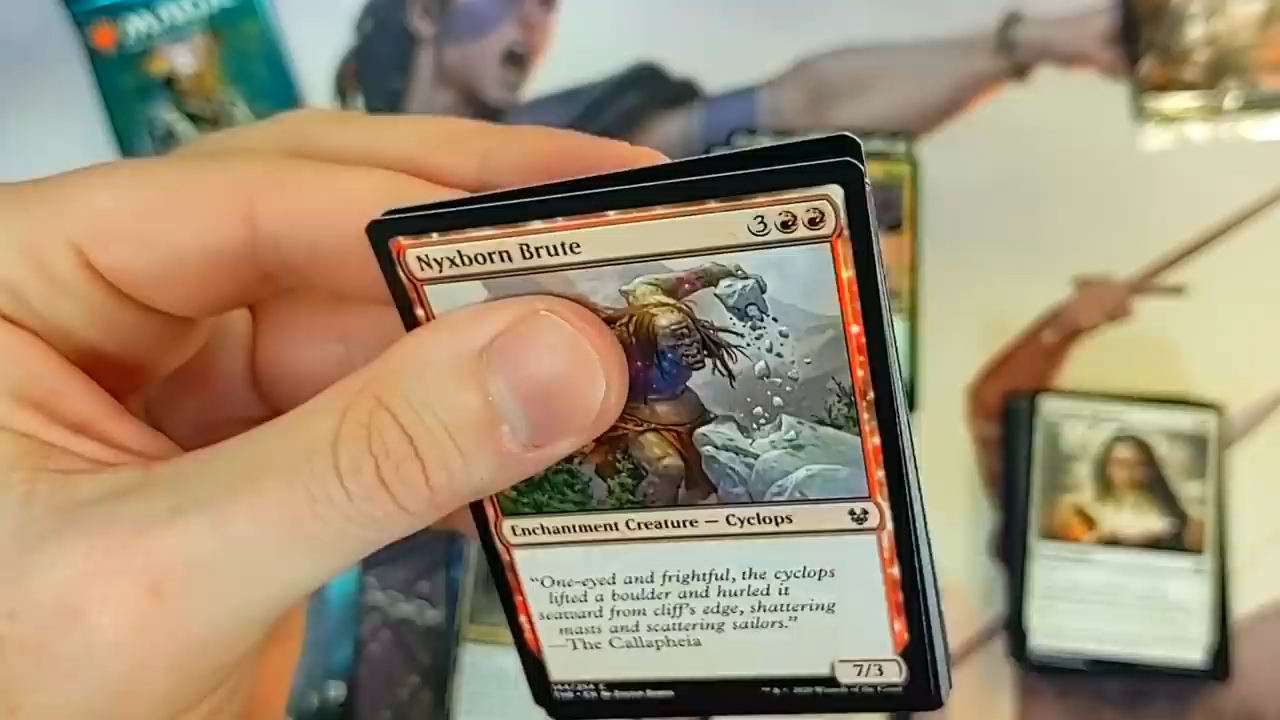 Nyxborn Brute
3
Enchantment Creature — Cyclops
"One-eyed and frightful, the cyclops
lifted a boulder and hurled it
seaward from cliff's edge, shattering
masts and scattering sailors."
—The Callapheia
7/3